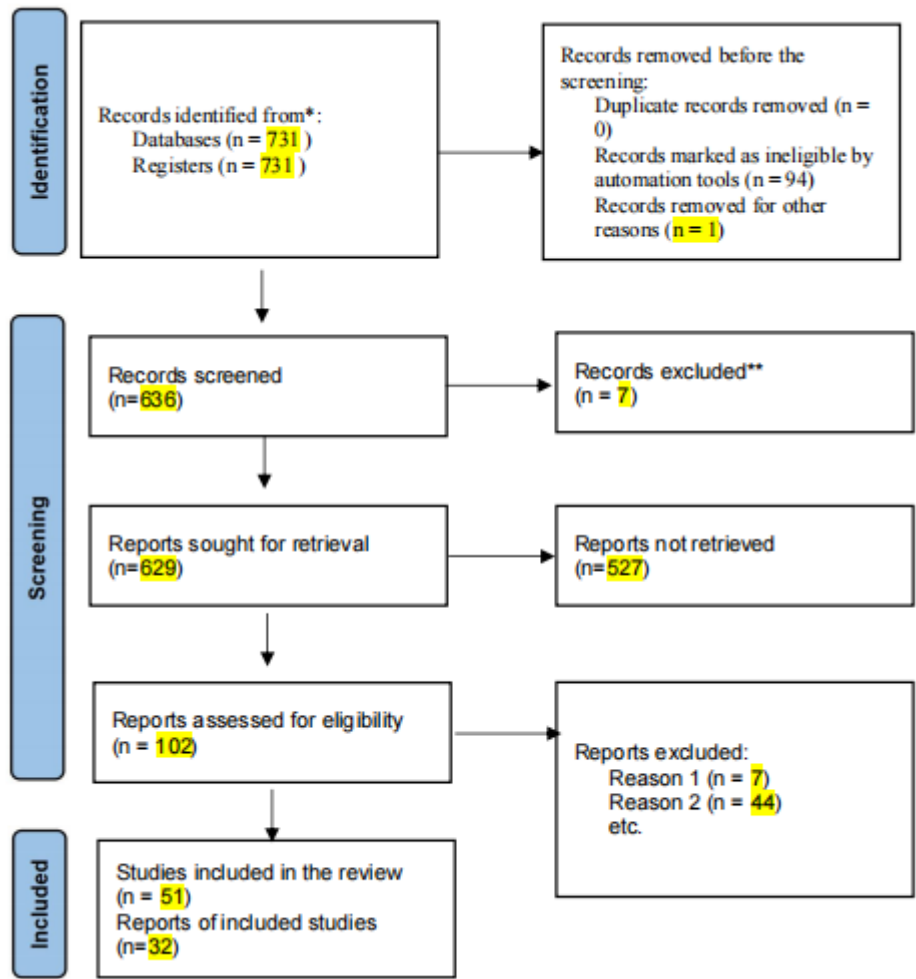 Identification
Records identified from*:
Databases (n = 731 )
Registers (n = 731 )
Records removed before the
screening:
Duplicate records removed (n =
0)
Records marked as ineligible by
automation tools (n = 94)
Records removed for other
reasons (n = 1)
Screening
Records screened
(n=636)
Records excluded**
(n = 7)
Reports sought for retrieval
(n=629)
Reports not retrieved
(n=527)
Reports assessed for eligibility
(n = 102)
Reports excluded:
Reason 1 (n = 7)
Reason 2 (n = 44)
etc.
Included
Studies included in the review
(n = 51)
Reports of included studies
(n=32)